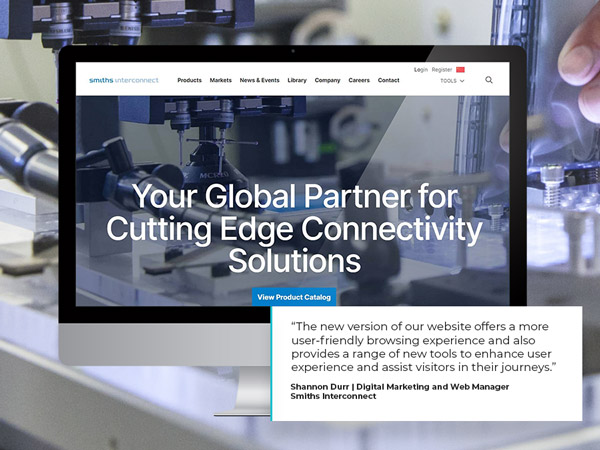 Login Register
smiths interconnect Products Markets News & Events Library Company Careers Contact TOOLS
Your Global Partner for
Cutting Edge Connectivity
Solutions
View Product Catalog
“The new version of our website offers a more
user-friendly browsing experience and also
provides a range of new tools to enhance user
experience and assist visitors in their journeys.”
Shannon Durr | Digital Marketing and Web Manager
Smiths Interconnect